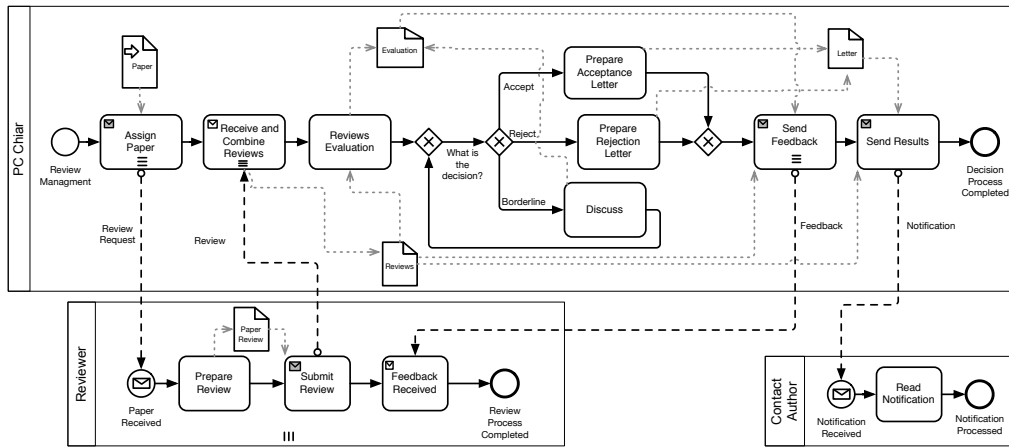 PC Chiar
Paper
Evaluation
Letter
Review
Managment
Assign
Paper
Receive and
Combine
Reviews
Reviews
Evaluation
What is
the
decision?
Accept
Reject
Borderline
Prepare
Acceptance
Letter
Prepare
Rejection
Letter
Discuss
Send
Feedback
Send Results
Decision
Process
Completed
Review
Request
Review
Reviews
Feedback
Notification
Reviewer
Paper
Review
Paper
Received
Prepare
Review
Submit
Review
Feedback
Received
Review
Process
Completed
Contact
Author
Notification
Received
Read
Notification
Notification
Processed